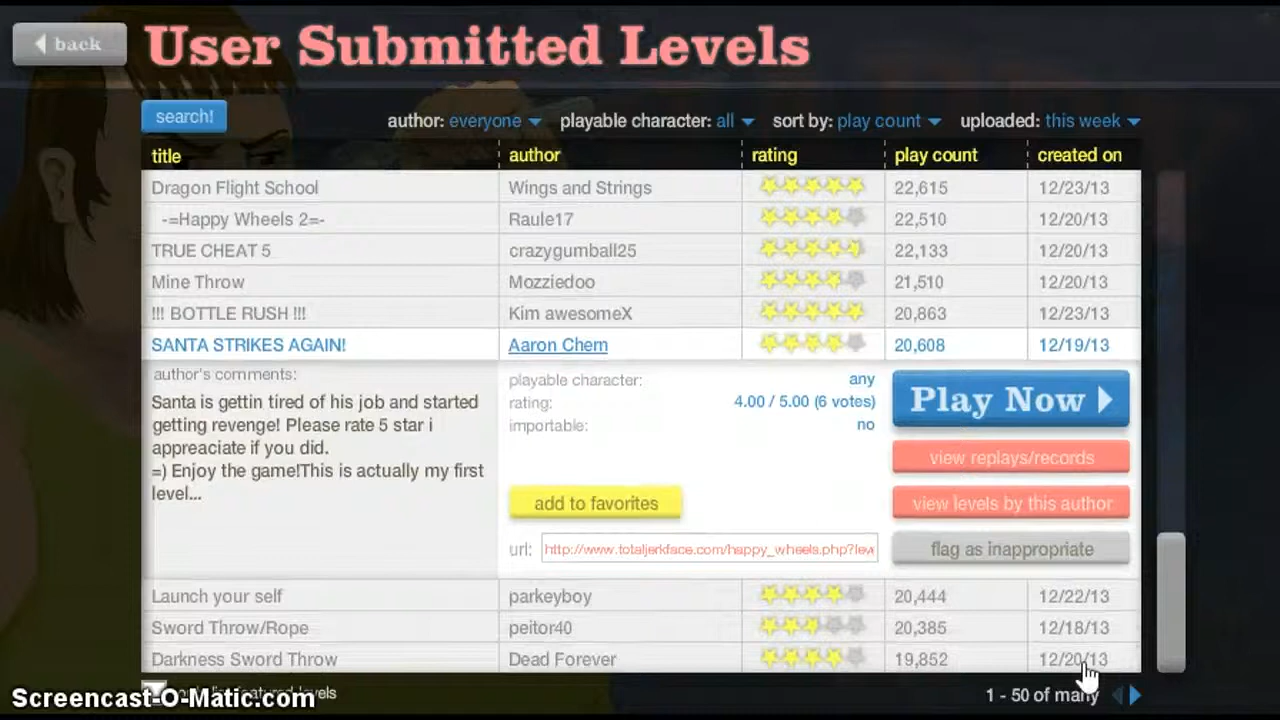 back
User Submitted Levels
search!
author: everyone playable character: all sort by: play count uploaded: this week
title author rating play count created on
Dragon Flight School Wings and Strings 22,615 12/23/13
-=Happy Wheels 2=- Raule17 22,510 12/20/13
TRUE CHEAT 5 crazygumball25 22,133 12/20/13
Mine Throw Mozziedoo 21,510 12/20/13
!!! BOTTLE RUSH !!! Kim awesomeX 20,863 12/23/13
SANTA STRIKES AGAIN! Aaron Chem 20,608 12/19/13
author's comments:
Santa is gettin tired of his job and started
getting revenge! Please rate 5 star i
appreaciate if you did.
=) Enjoy the game!This is actually my first
level...
playable character: any
rating: 4.00 / 5.00 (6 votes)
importable: no
add to favorites
url: http://www.totaljerkface.com/happy_wheels.php?lev
Play Now
view replays/records
view levels by this author
flag as inappropriate
Launch your self parkeyboy 20,444 12/22/13
Sword Throw/Rope peitor40 20,385 12/18/13
Darkness Sword Throw Dead Forever 19,852 12/20/13
featured levels
1 - 50 of many
Screencast-O-Matic.com